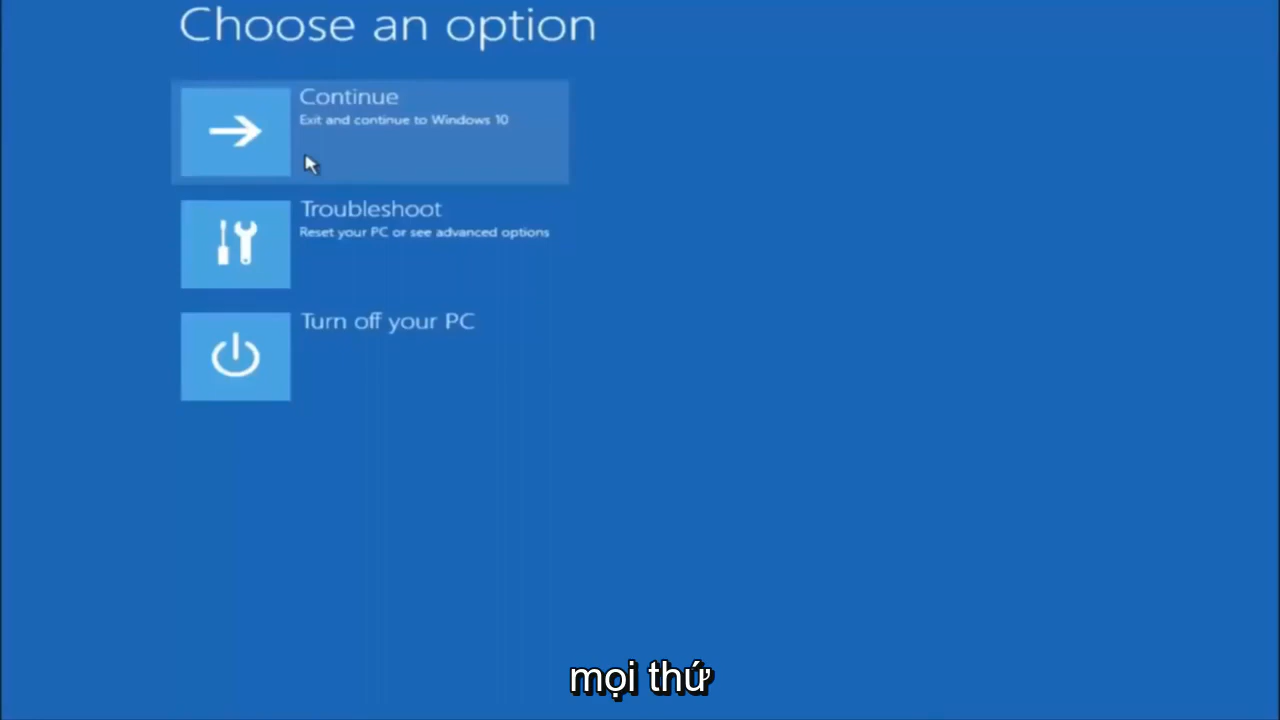 Choose an option
Continue
Exit and continue to Windows 10
Troubleshoot
Reset your PC or see advanced options
Turn off your PC
mọi thứ